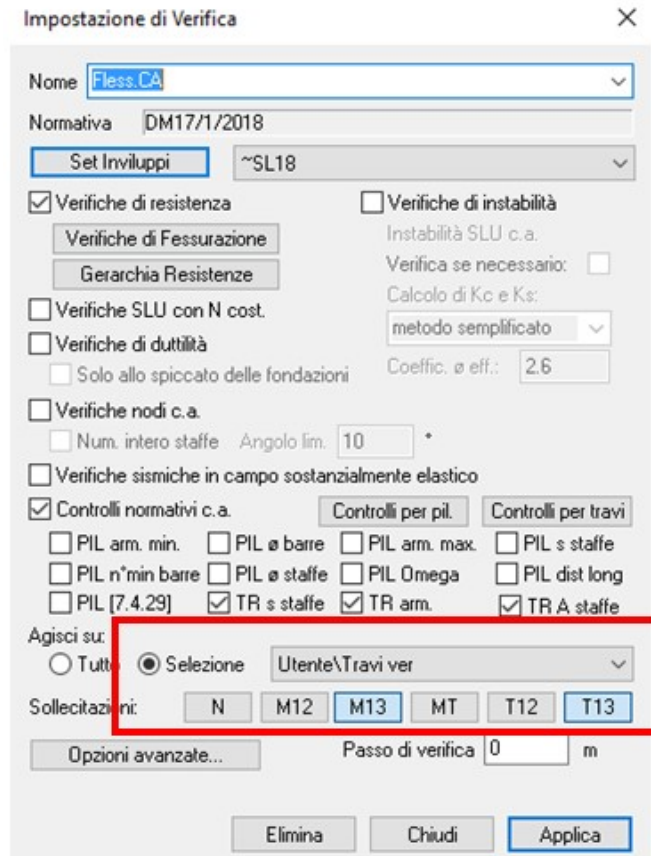 Impostazione di Verifica
Nome Fless.CA
Normativa DM17/1/2018
Set Inviluppi ~SL18
Verifiche di resistenza Verifiche di instabilità
Verifiche di Fessurazione Instabilità SLU c.a.
Gerarchia Resistenze Verifica se necessario:
Verifiche SLU con N cost. Calcolo di Kc e Ks:
Verifiche di duttilità metodo semplificato
Solo allo spiccato delle fondazioni Coeffic. ø eff.: 2.6
Verifiche nodi c.a.
Num. intero staffe Angolo lim. 10 °
Verifiche sismiche in campo sostanzialmente elastico
Controlli normativi c.a. Controlli per pil. Controlli per travi
PIL arm. min. PIL ø barre PIL arm. max. PIL s staffe
PIL n°min barre PIL ø staffe PIL Omega PIL dist long
PIL [7.4.29] TR s staffe TR arm. TR A staffe
Agisci su:
Tutto Selezione Utente\Travi ver
Sollecitazioni: N M12 M13 MT T12 T13
Opzioni avanzate... Passo di verifica 0 m
Elimina Chiudi Applica